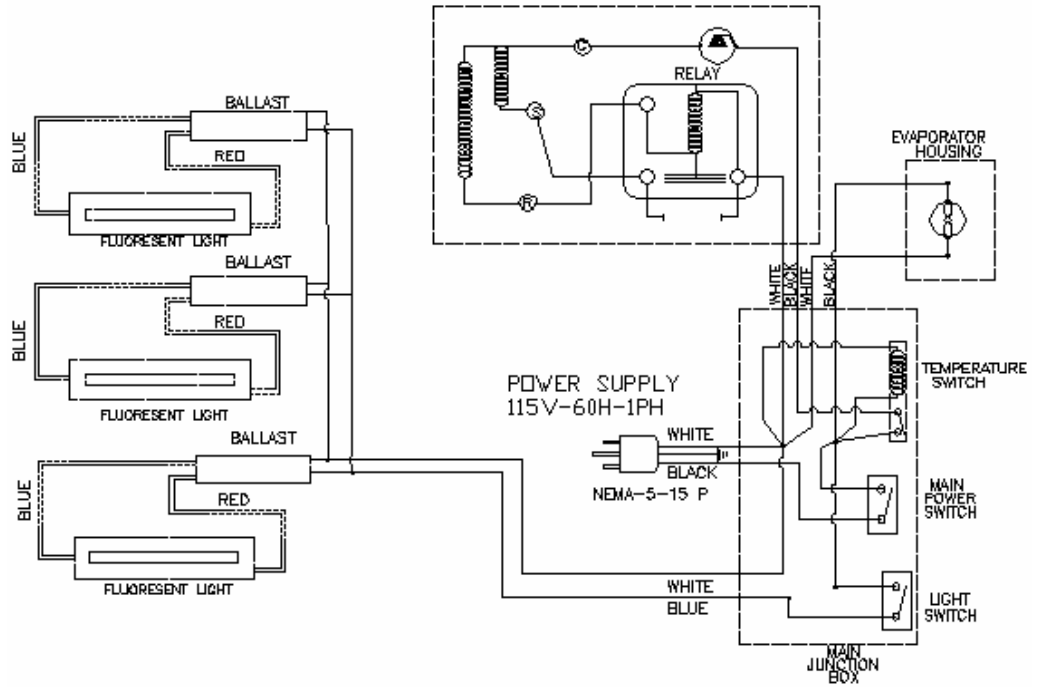 BALLAST
BLUE
RED
FLUORESENT LIGHT
BALLAST
BLUE
RED
FLUORESENT LIGHT
BALLAST
BLUE
RED
FLUORESENT LIGHT
C
S
R
RELAY
EVAPORATOR
HOUSING
WHITE
BLACK
WHITE
BLACK
POWER SUPPLY
115V-60H-1PH
WHITE
BLACK
NEMA-5-15 P
TEMPERATURE
SWITCH
MAIN
POWER
SWITCH
WHITE
BLUE
LIGHT
SWITCH
MAIN
JUNCTION
BOX